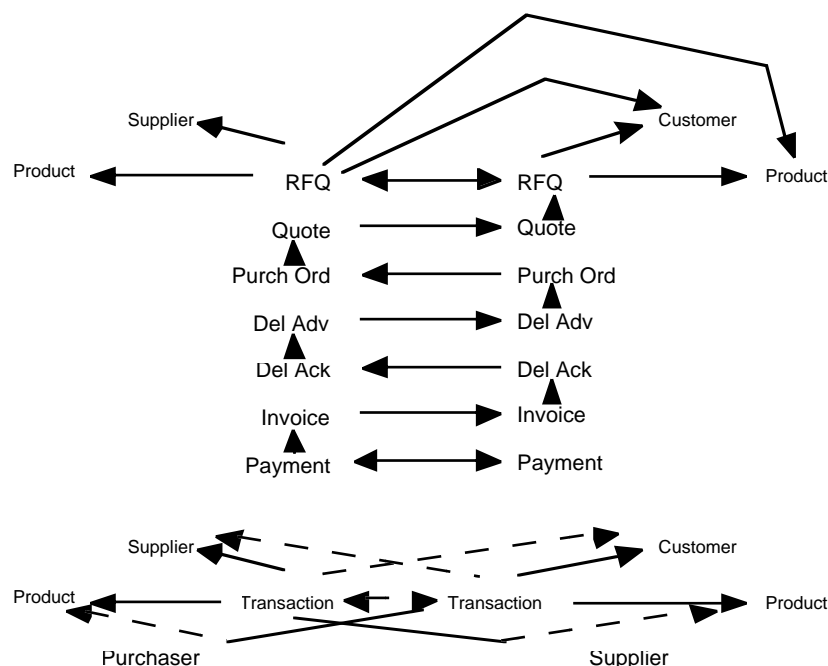 Supplier Customer
Product RFQ RFQ Product
Quote Quote
Purch Ord Purch Ord
Del Adv Del Adv
Del Ack Del Ack
Invoice Invoice
Payment Payment
Supplier Customer
Product Transaction Transaction Product
Purchaser Supplier